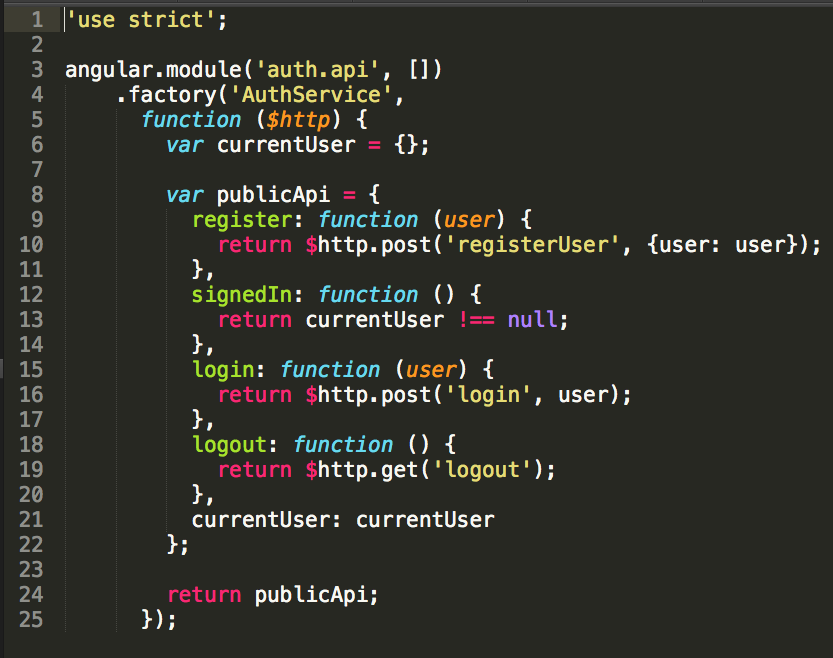 1 'use strict';
2
3 angular.module('auth.api', [])
4     .factory('AuthService',
5       function ($http) {
6         var currentUser = {};
7
8         var publicApi = {
9           register: function (user) {
10             return $http.post('registerUser', {user: user});
11           },
12           signedIn: function () {
13             return currentUser !== null;
14           },
15           login: function (user) {
16             return $http.post('login', user);
17           },
18           logout: function () {
19             return $http.get('logout');
20           },
21           currentUser: currentUser
22         };
23
24         return publicApi;
25       });